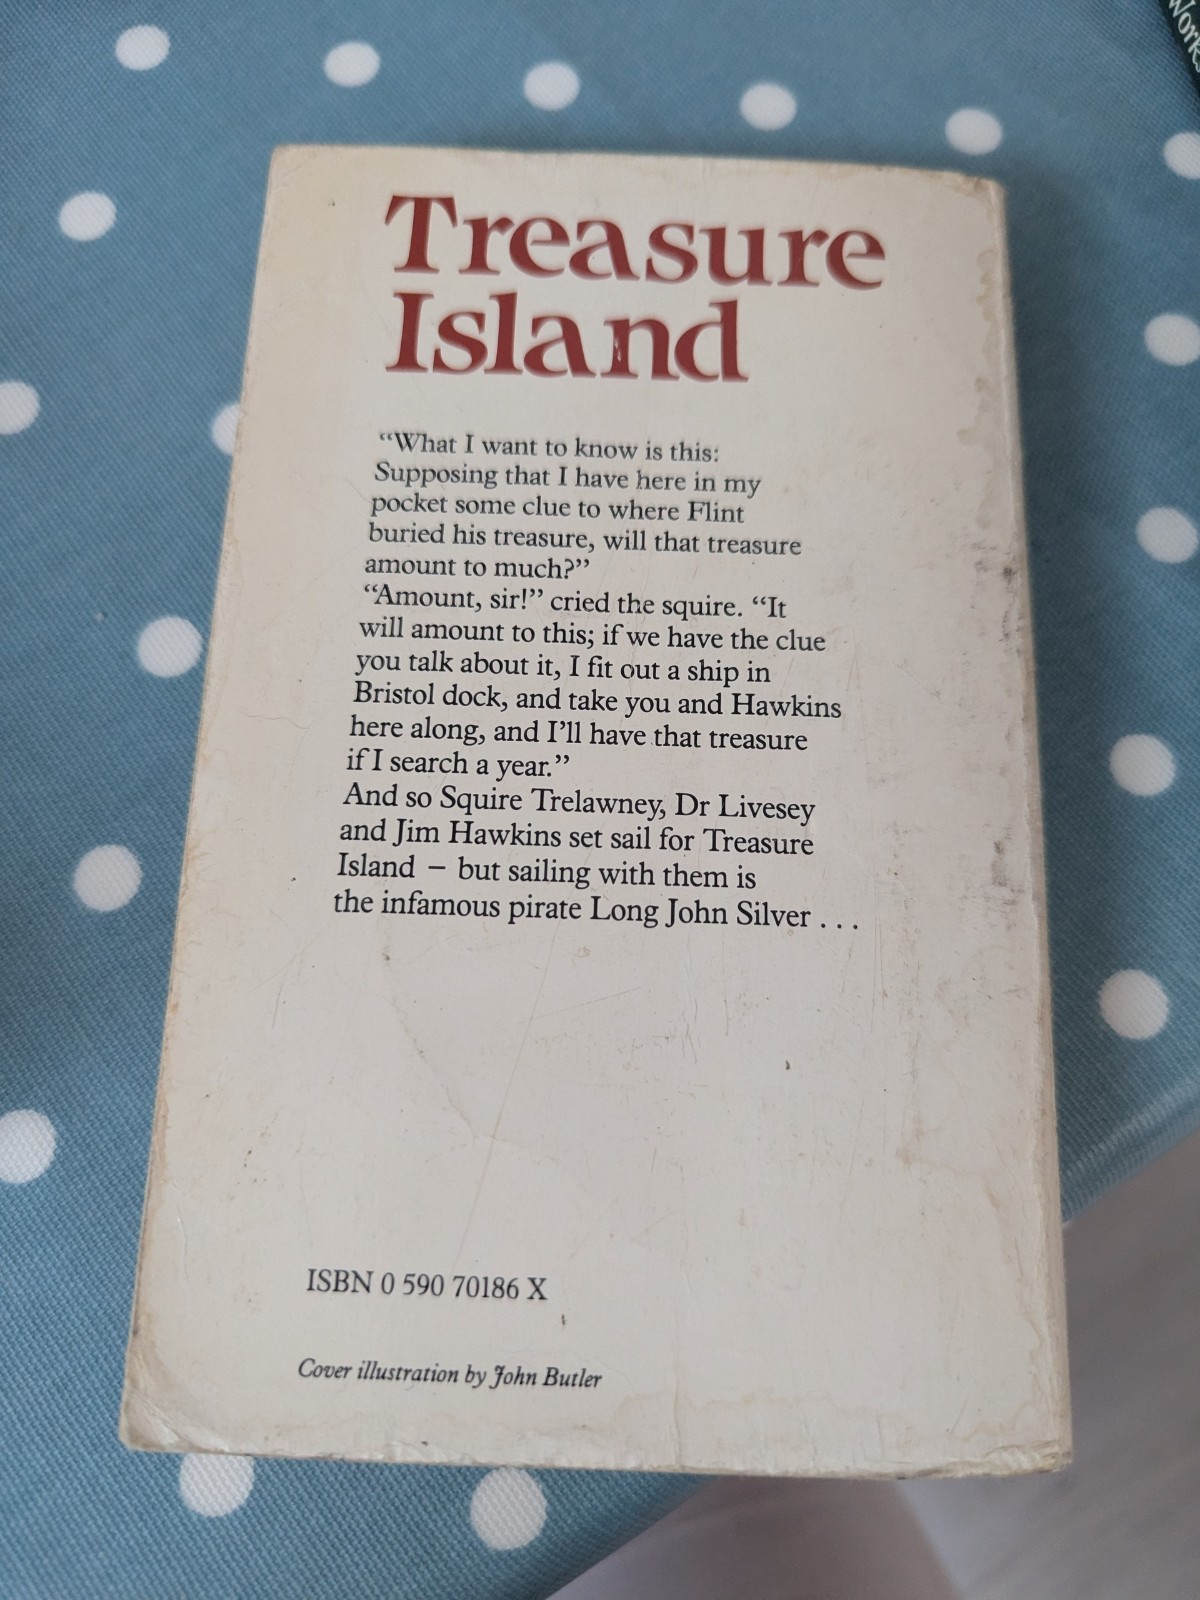 Works
Treasure
Island
“What I want to know is this:
Supposing that I have here in my
pocket some clue to where Flint
buried his treasure, will that treasure
amount to much?”
“Amount, sir!” cried the squire. “It
will amount to this; if we have the clue
you talk about it, I fit out a ship in
Bristol dock, and take you and Hawkins
here along, and I’ll have that treasure
if I search a year.”
And so Squire Trelawney, Dr Livesey
and Jim Hawkins set sail for Treasure
Island – but sailing with them is
the infamous pirate Long John Silver . . .
ISBN 0 590 70186 X
Cover illustration by John Butler